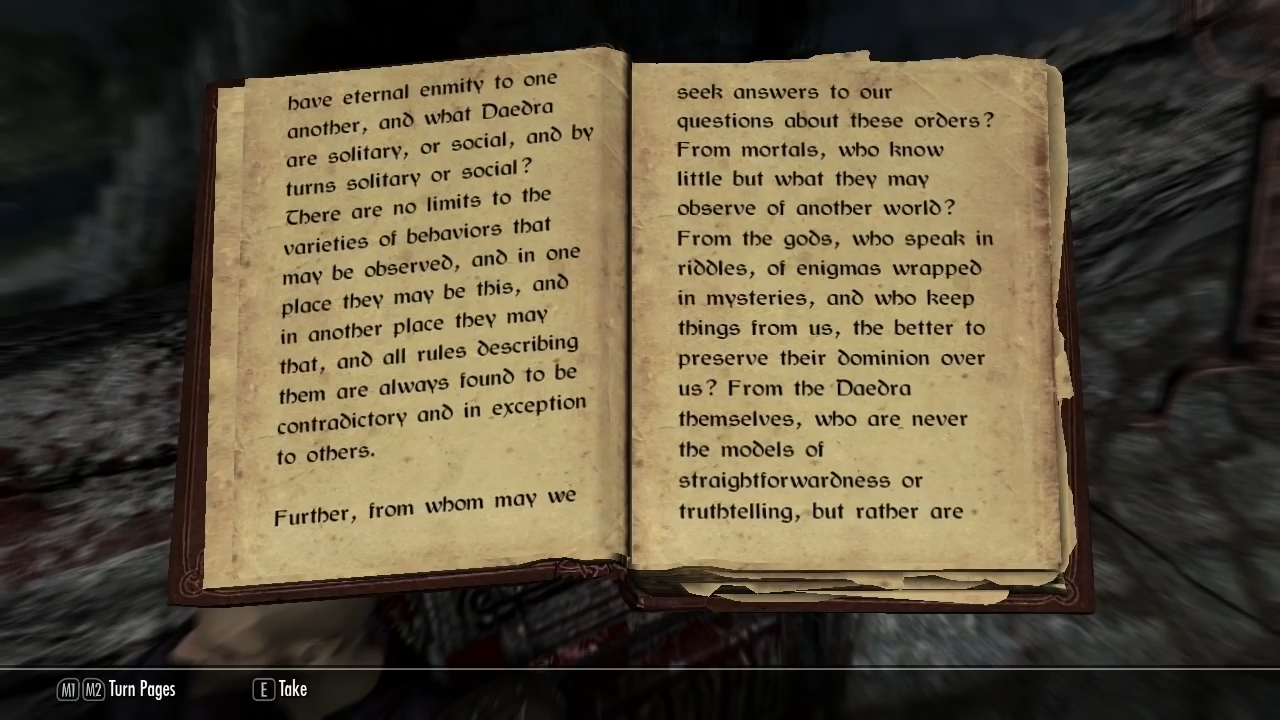 have eternal enmity to one
another, and what Daedra
are solitary, or social, and by
turns solitary or social?
There are no limits to the
varieties of behaviors that
may be observed, and in one
place they may be this, and
in another place they may
that, and all rules describing
them are always found to be
contradictory and in exception
to others.
Further, from whom may we
seek answers to our
questions about these orders?
From mortals, who know
little but what they may
observe of another world?
From the gods, who speak in
riddles, of enigmas wrapped
in mysteries, and who keep
things from us, the better to
preserve their dominion over
us? From the Daedra
themselves, who are never
the models of
straightforwardness or
truthtelling, but rather are
M1 M2 Turn Pages
E Take